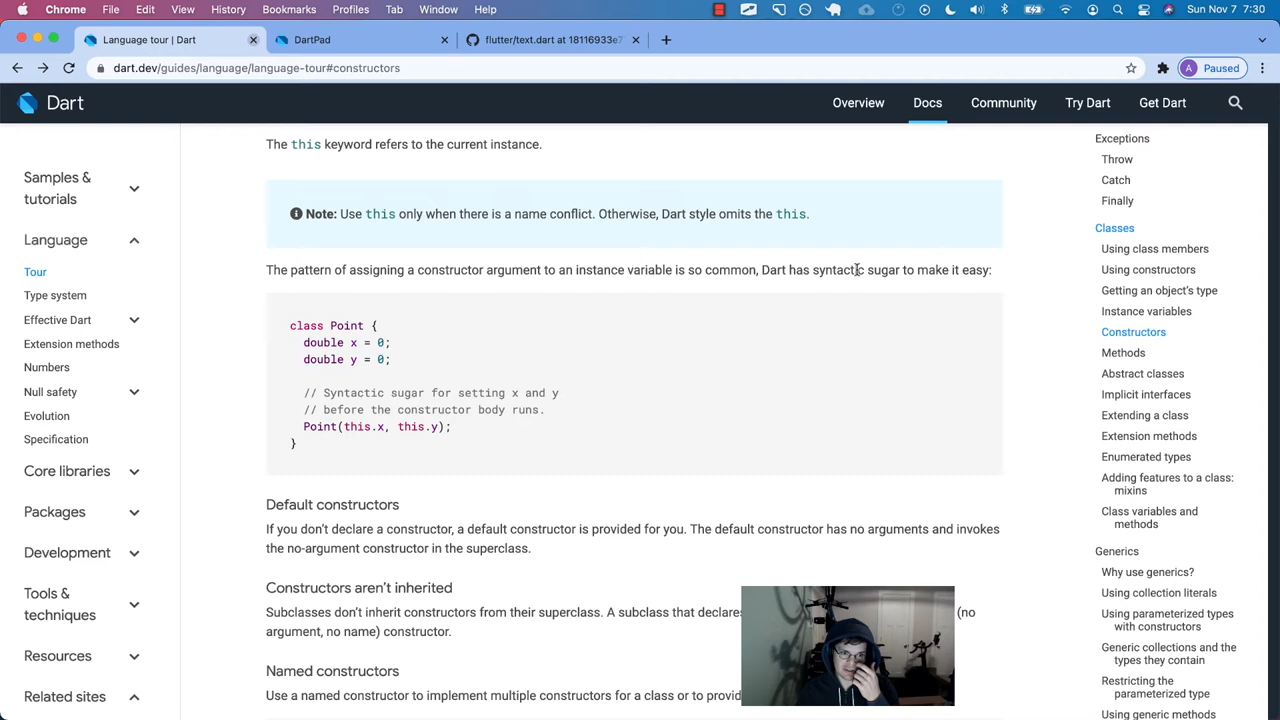 Chrome File Edit View History Bookmarks Profiles Tab Window Help Sun Nov 7 7:30
Language tour | Dart
DartPad
flutter/text.dart at 18116933e7
dart.dev/guides/language/language-tour#constructors
A Paused
Dart
Overview Docs Community Try Dart Get Dart
Samples &
tutorials
Language
Tour
Type system
Effective Dart
Extension methods
Numbers
Null safety
Evolution
Specification
Core libraries
Packages
Development
Tools &
techniques
Resources
Related sites
The this keyword refers to the current instance.
Note: Use this only when there is a name conflict. Otherwise, Dart style omits the this.
The pattern of assigning a constructor argument to an instance variable is so common, Dart has syntactic sugar to make it easy:
class Point {
double x = 0;
double y = 0;
// Syntactic sugar for setting x and y
// before the constructor body runs.
Point(this.x, this.y);
}
Default constructors
If you don't declare a constructor, a default constructor is provided for you. The default constructor has no arguments and invokes
the no-argument constructor in the superclass.
Constructors aren't inherited
Subclasses don't inherit constructors from their superclass. A subclass that declares (no
argument, no name) constructor.
Named constructors
Use a named constructor to implement multiple constructors for a class or to provid
Exceptions
Throw
Catch
Finally
Classes
Using class members
Using constructors
Getting an object's type
Instance variables
Constructors
Methods
Abstract classes
Implicit interfaces
Extending a class
Extension methods
Enumerated types
Adding features to a class:
mixins
Class variables and
methods
Generics
Why use generics?
Using collection literals
Using parameterized types
with constructors
Generic collections and the
types they contain
Restricting the
parameterized type
Using generic methods